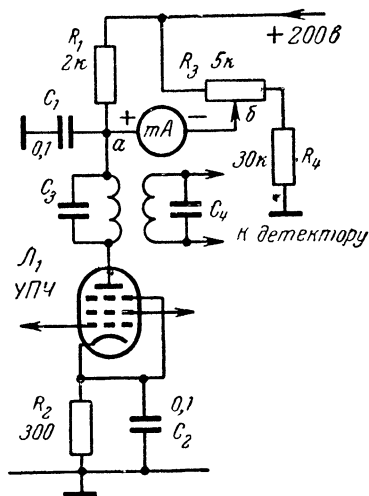 +200в
R1
2к
R3 5к
C1
0,1
+ mA −
а
б
30к R4
C3
C4
к детектору
Л1
УПЧ
R2
300
0,1
C2